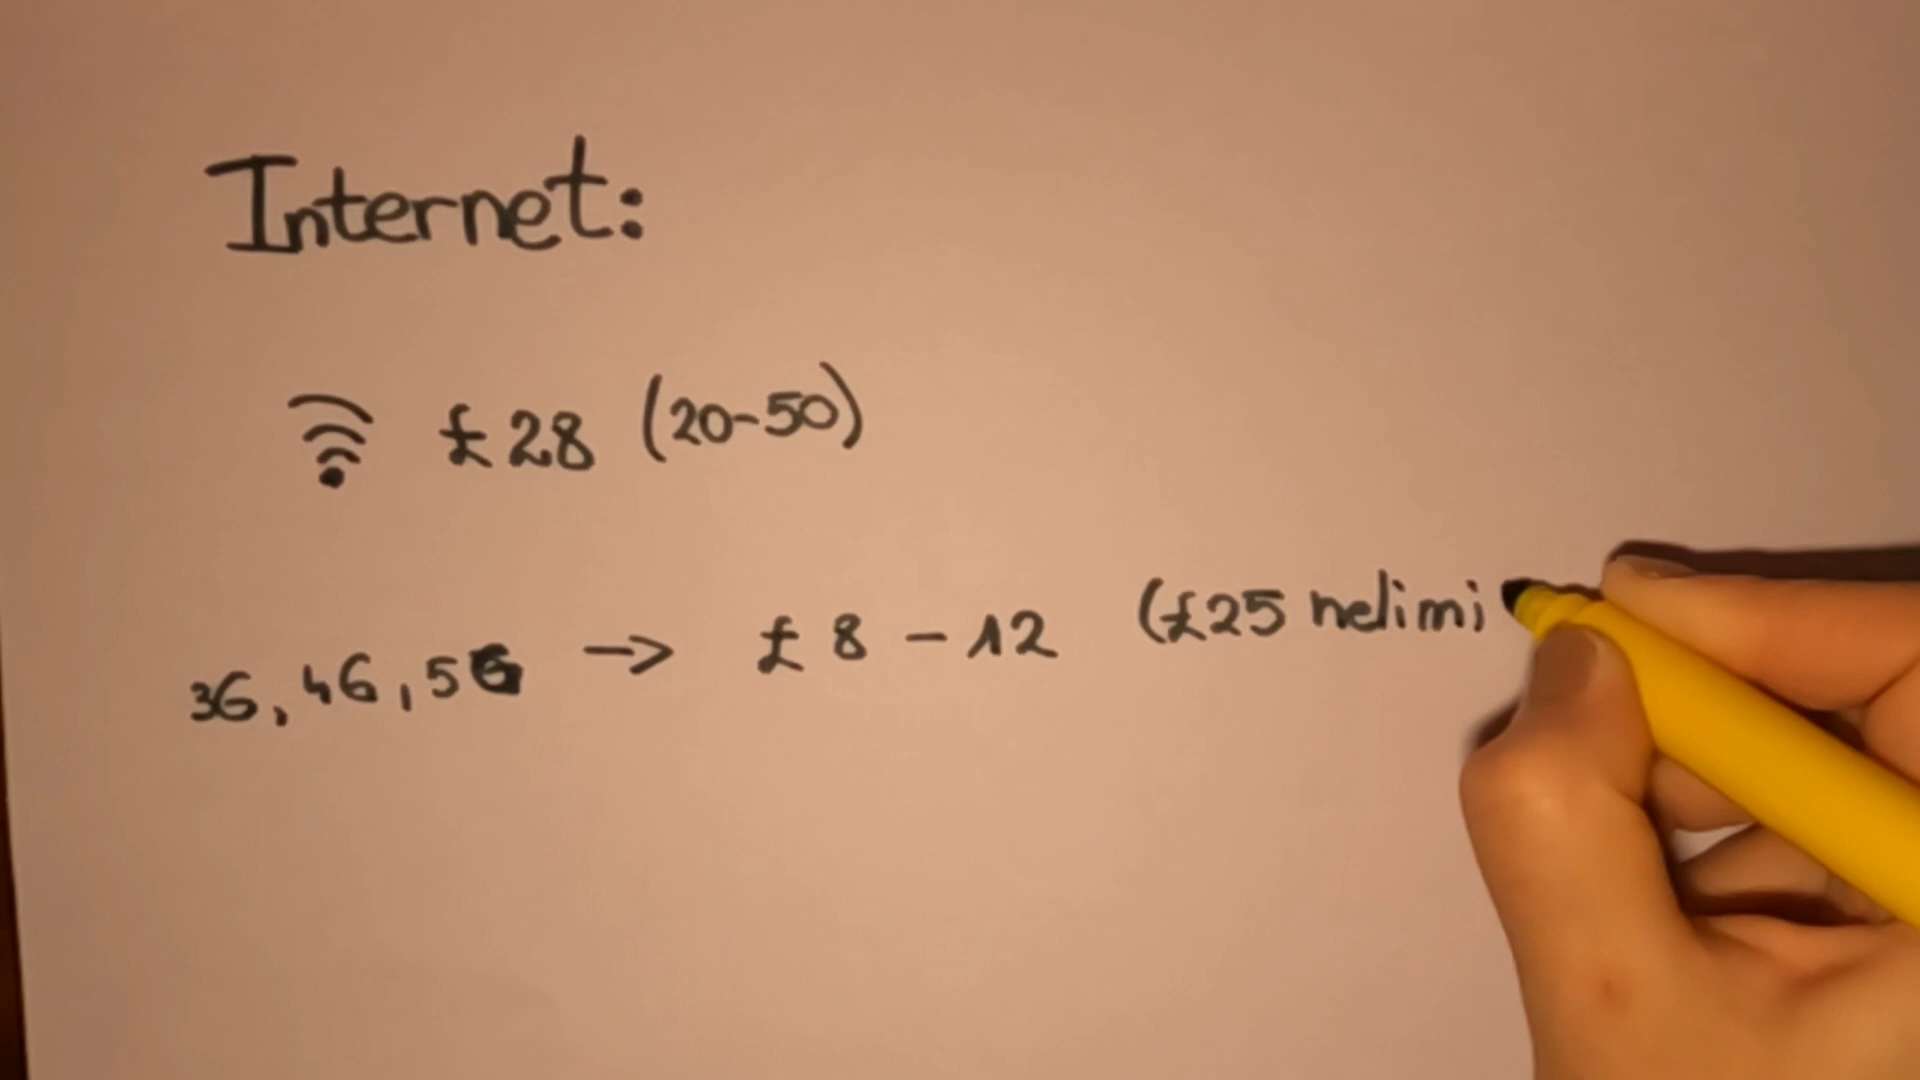 Internet:
£28 (20-50)
3G, 4G, 5G → £ 8 - 12 (£25 nelimi